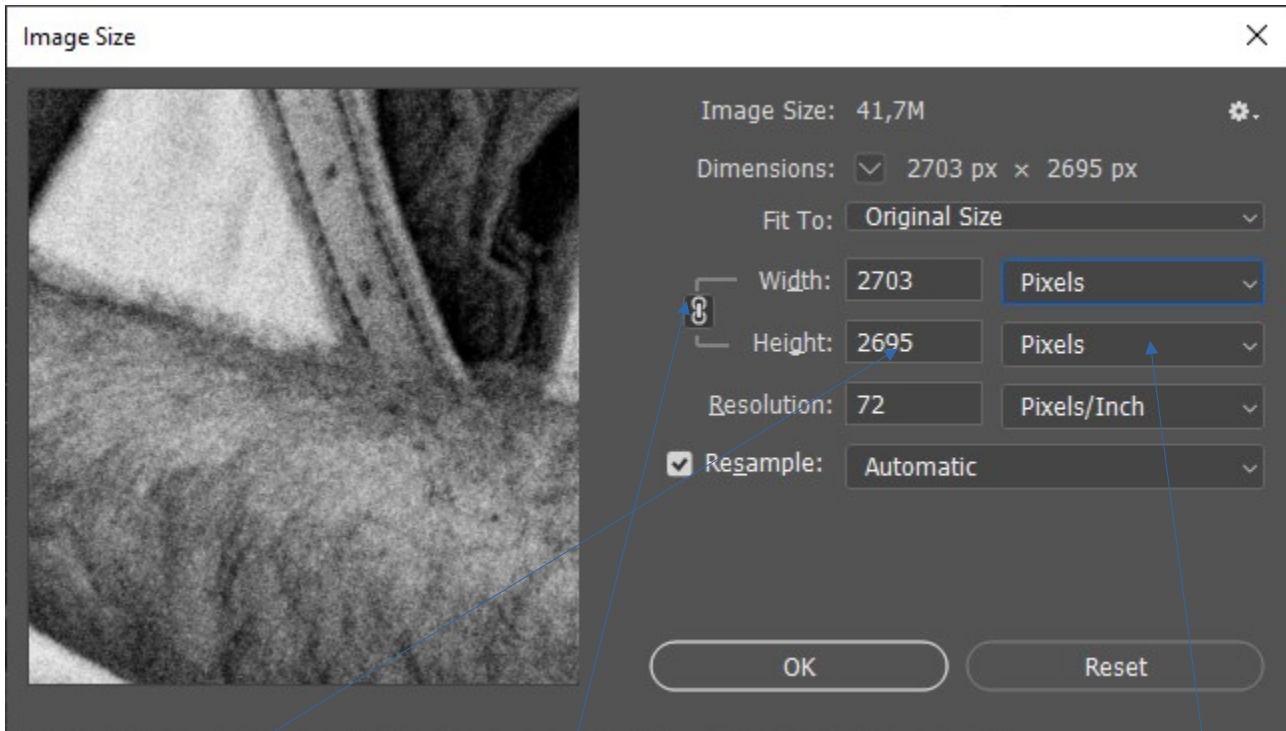 Image Size
Image Size: 41,7M
Dimensions: 2703 px × 2695 px
Fit To: Original Size
Width: 2703 Pixels
Height: 2695 Pixels
Resolution: 72 Pixels/Inch
Resample: Automatic
OK Reset